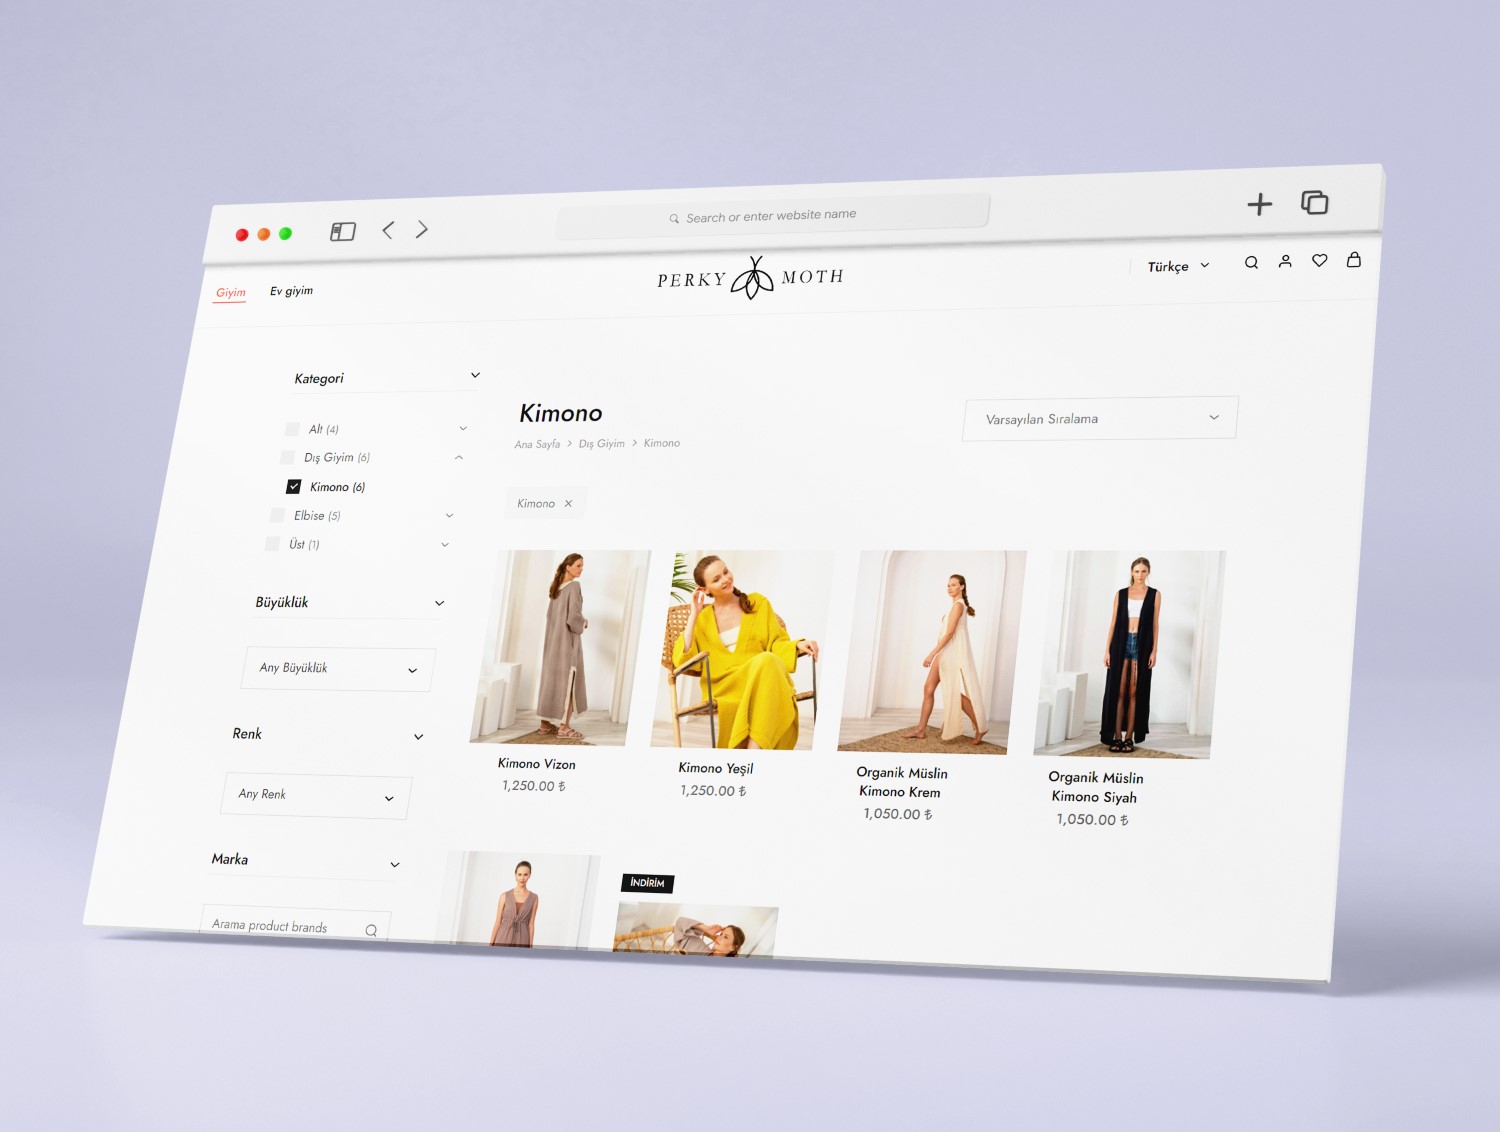 Search or enter website name
Giyim
Ev giyim
PERKY MOTH
Türkçe
Kategori
Alt (4)
Dış Giyim (6)
Kimono (6)
Elbise (5)
Üst (1)
Büyüklük
Any Büyüklük
Renk
Any Renk
Marka
Arama product brands
Kimono
Ana Sayfa > Dış Giyim > Kimono
Varsayılan Sıralama
Kimono ×
Kimono Vizon
1,250.00 ₺
Kimono Yeşil
1,250.00 ₺
Organik Müslin
Kimono Krem
1,050.00 ₺
Organik Müslin
Kimono Siyah
1,050.00 ₺
İNDİRİM